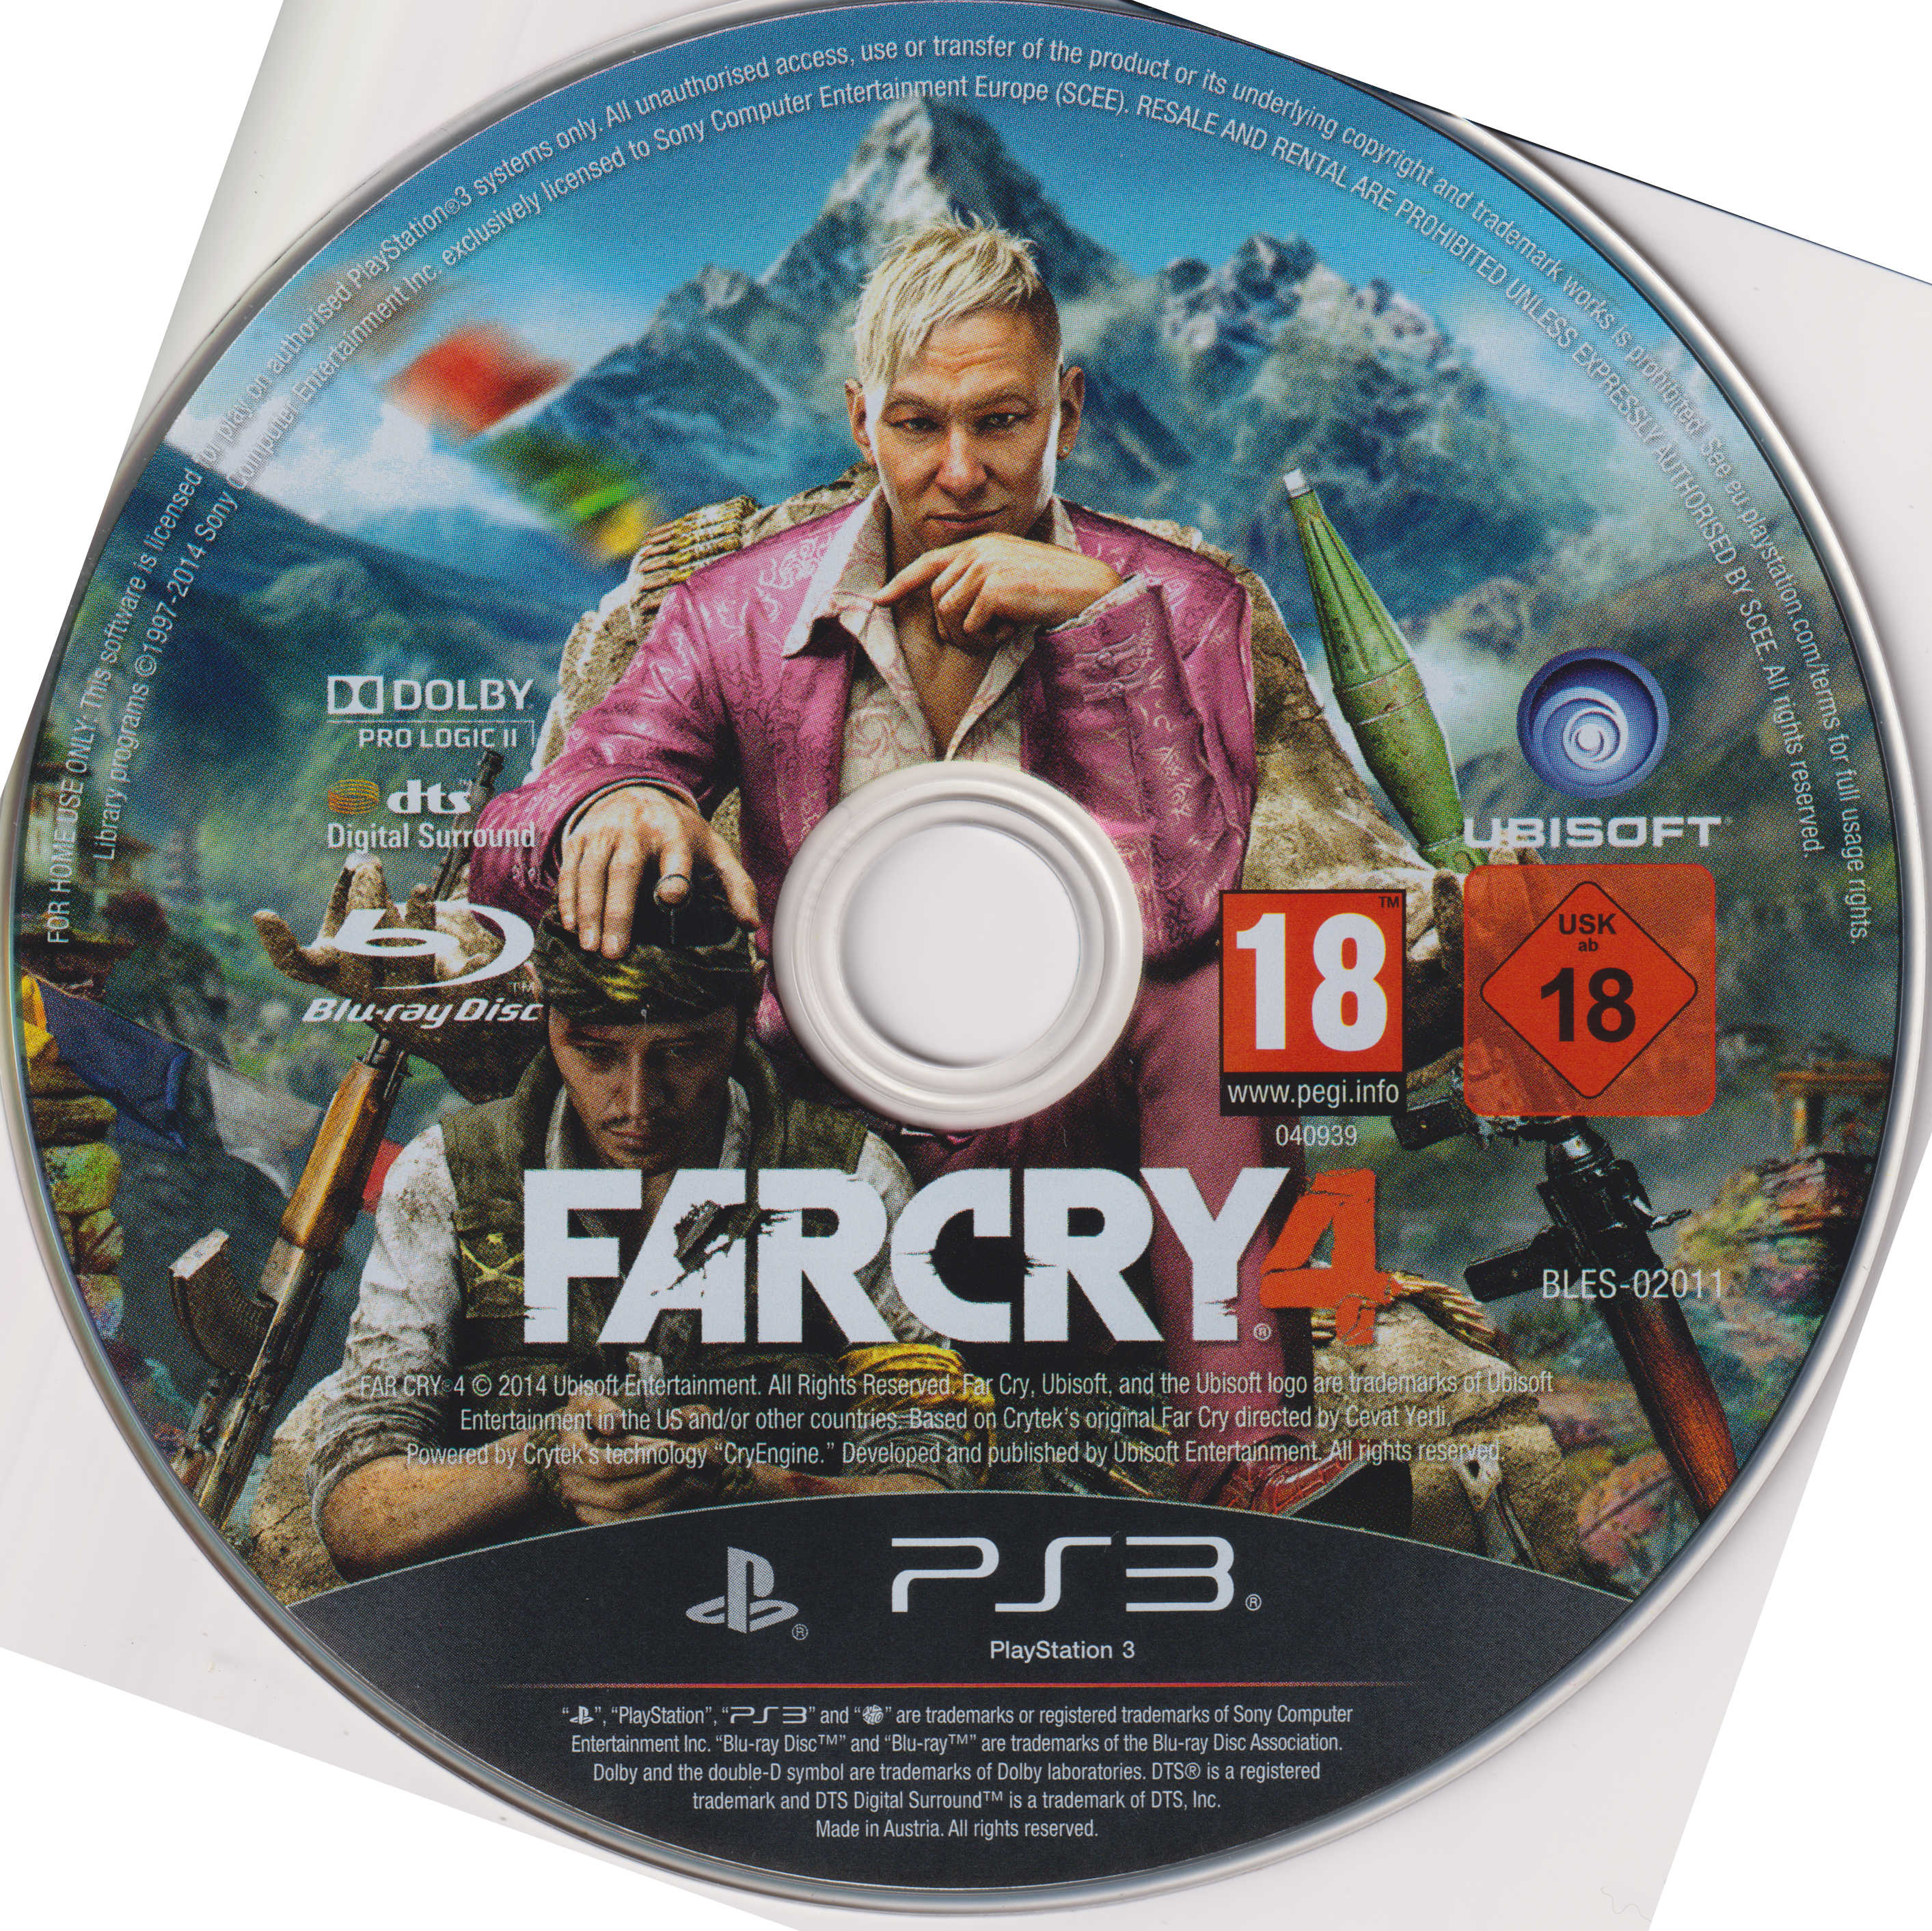 FOR HOME USE ONLY. This software is licensed for play on authorised PlayStation®3 systems only. All unauthorised access, use or transfer of the product or its underlying copyright and trademark works is prohibited. See eu.playstation.com/terms for full usage rights.
Library programs ©1997-2014 Sony Computer Entertainment Inc. exclusively licensed to Sony Computer Entertainment Europe (SCEE). RESALE AND RENTAL ARE PROHIBITED UNLESS EXPRESSLY AUTHORISED BY SCEE. All rights reserved.
DOLBY
PRO LOGIC II
dts™
Digital Surround
Blu-ray Disc™
UBISOFT
18™
www.pegi.info
040939
USK
ab
18
FARCRY®4
BLES-02011
FAR CRY®4 © 2014 Ubisoft Entertainment. All Rights Reserved. Far Cry, Ubisoft, and the Ubisoft logo are trademarks of Ubisoft
Entertainment in the US and/or other countries. Based on Crytek's original Far Cry directed by Cevat Yerli.
Powered by Crytek's technology “CryEngine.” Developed and published by Ubisoft Entertainment. All rights reserved.
PS3®
PlayStation 3
“ ”, “PlayStation”, “PS3” and “ ” are trademarks or registered trademarks of Sony Computer
Entertainment Inc. “Blu-ray Disc™” and “Blu-ray™” are trademarks of the Blu-ray Disc Association.
Dolby and the double-D symbol are trademarks of Dolby laboratories. DTS® is a registered
trademark and DTS Digital Surround™ is a trademark of DTS, Inc.
Made in Austria. All rights reserved.